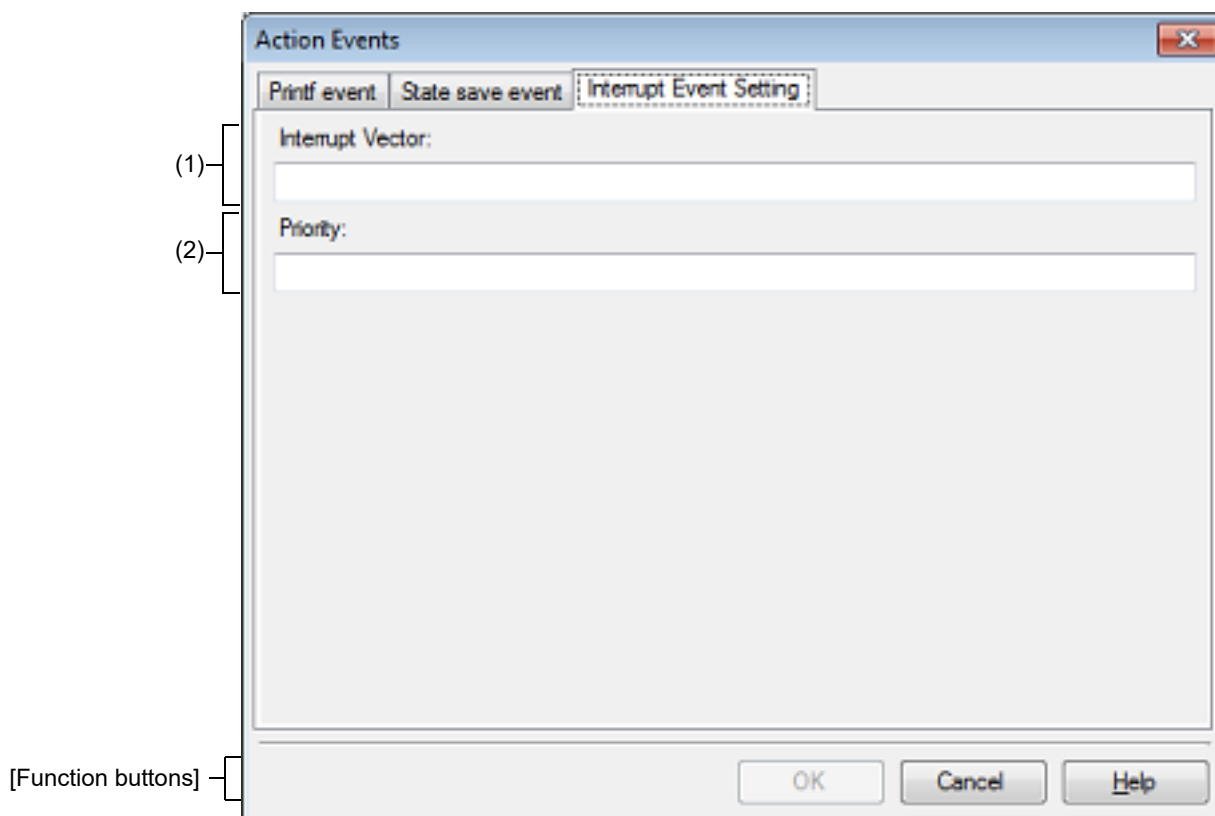 Action Events
Printf event State save event Interrupt Event Setting
Interrupt Vector:
(1)
Priority:
(2)
[Function buttons]
OK Cancel Help